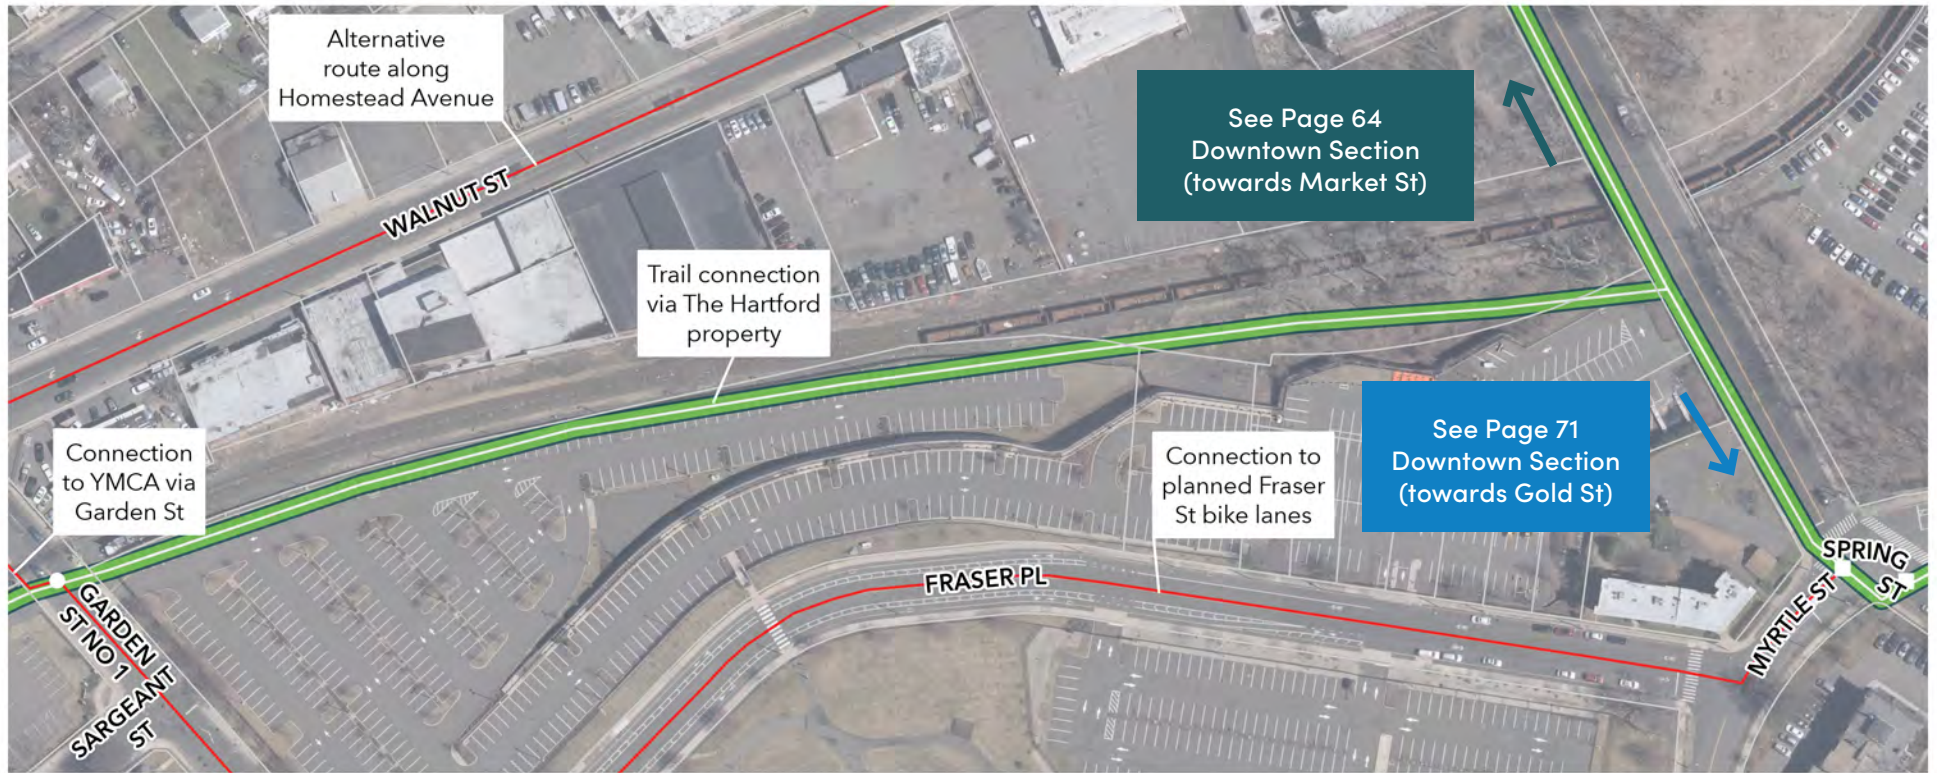 Alternative
route along
Homestead Avenue
See Page 64
Downtown Section
(towards Market St)
WALNUT ST
Trail connection
via The Hartford
property
See Page 71
Downtown Section
(towards Gold St)
Connection
to YMCA via
Garden St
Connection to
planned Fraser
St bike lanes
FRASER PL
SPRING
ST
MYRTLE ST
GARDEN
ST NO 1
SARGEANT
ST